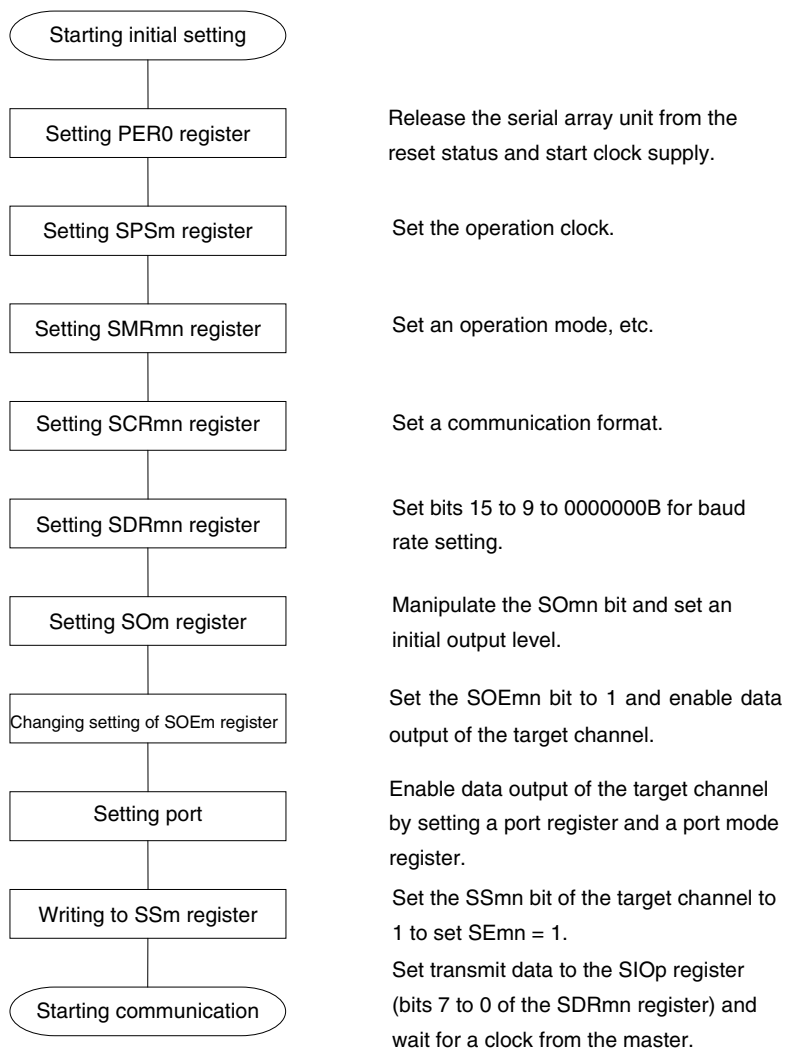 Starting initial setting
Setting PER0 register
Release the serial array unit from the
reset status and start clock supply.
Setting SPSm register
Set the operation clock.
Setting SMRmn register
Set an operation mode, etc.
Setting SCRmn register
Set a communication format.
Setting SDRmn register
Set bits 15 to 9 to 0000000B for baud
rate setting.
Setting SOm register
Manipulate the SOmn bit and set an
initial output level.
Changing setting of SOEm register
Set the SOEmn bit to 1 and enable data
output of the target channel.
Setting port
Enable data output of the target channel
by setting a port register and a port mode
register.
Writing to SSm register
Set the SSmn bit of the target channel to
1 to set SEmn = 1.
Starting communication
Set transmit data to the SIOp register
(bits 7 to 0 of the SDRmn register) and
wait for a clock from the master.